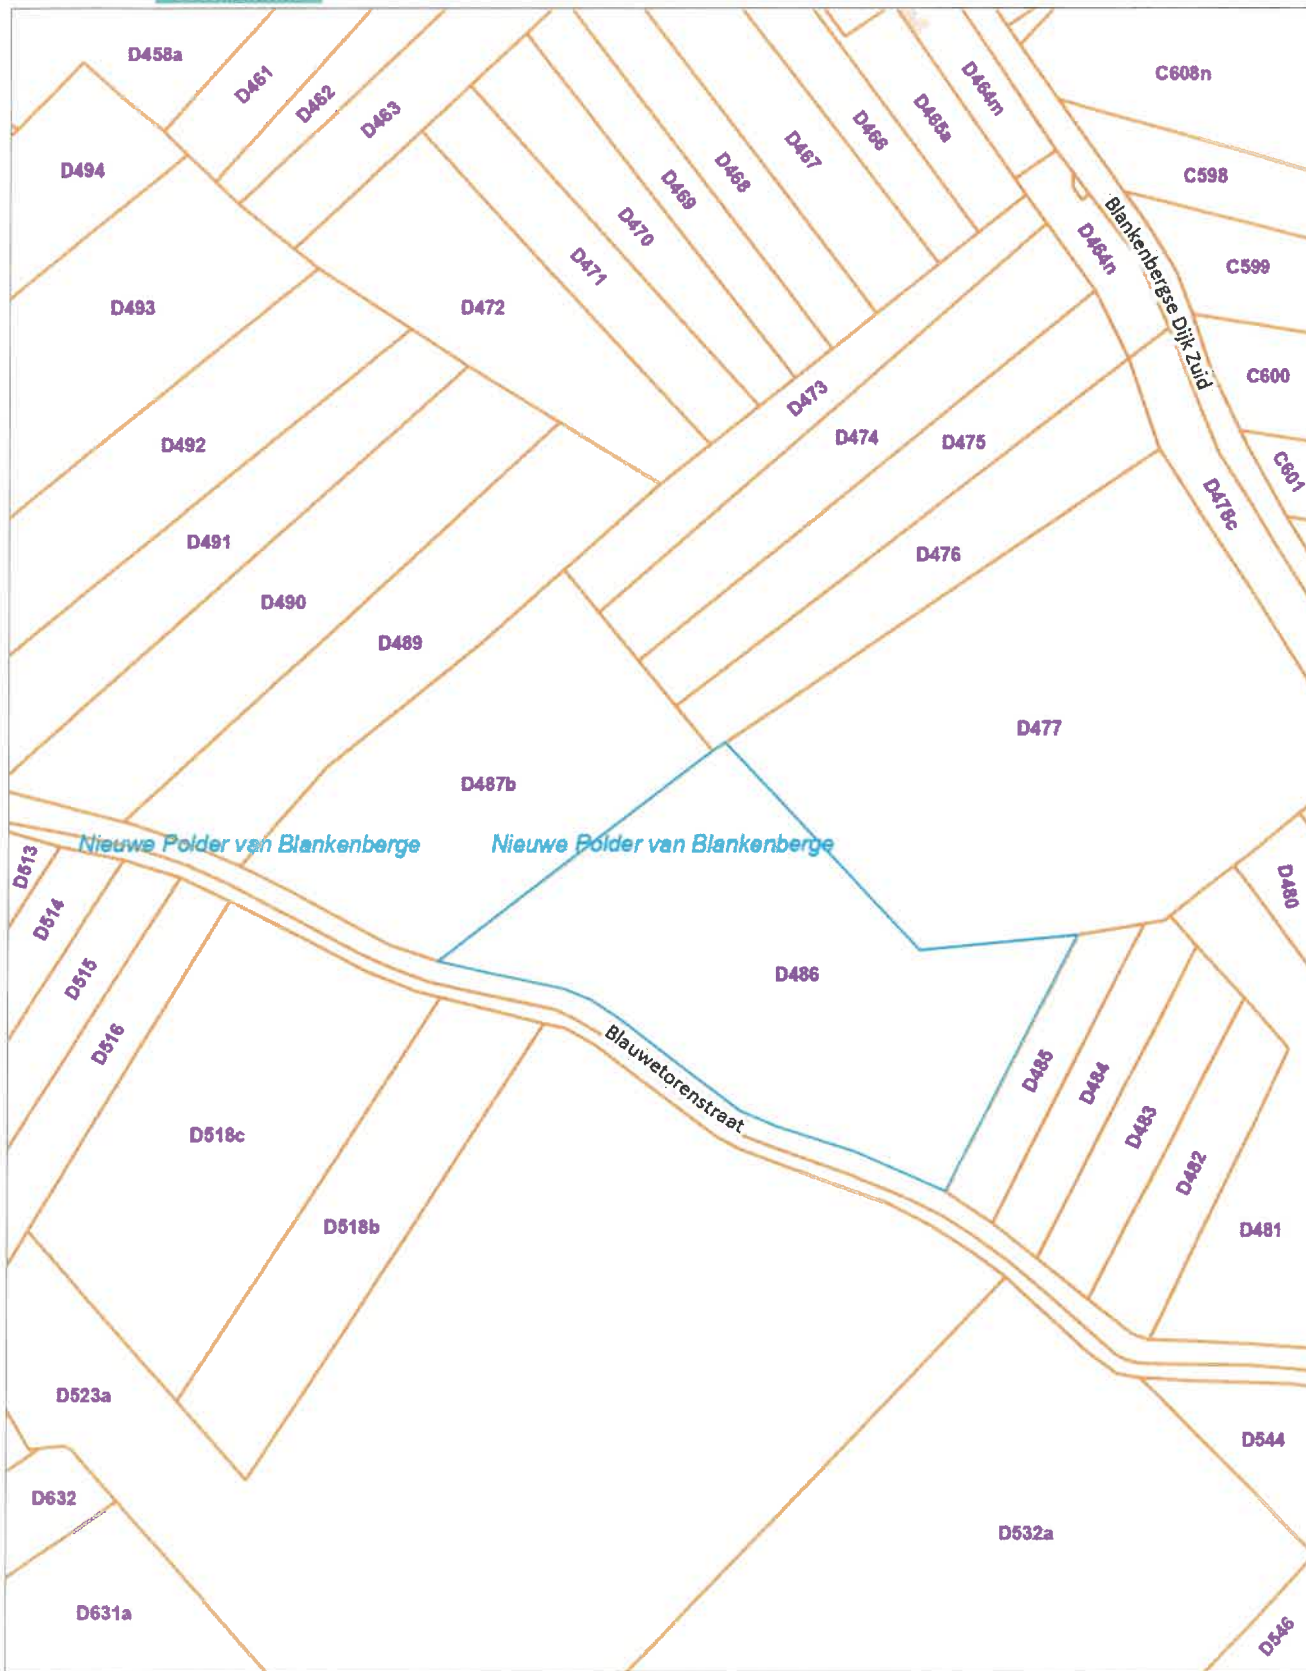 D458a
D461
D462
D463
D464m
C608n
D494
D465a
D466
D467
D468
D469
D470
D471
C598
Blankenbergse Dijk Zuid
D464n
C599
D493
D472
C600
D473
D474
D475
D492
C601
D478c
D491
D476
D490
D489
D477
D487b
Nieuwe Polder van Blankenberge
Nieuwe Polder van Blankenberge
D513
D480
D514
D515
D486
D516
Blauwetorenstraat
D485
D484
D483
D518c
D482
D518b
D481
D523a
D544
D632
D532a
D631a
D546